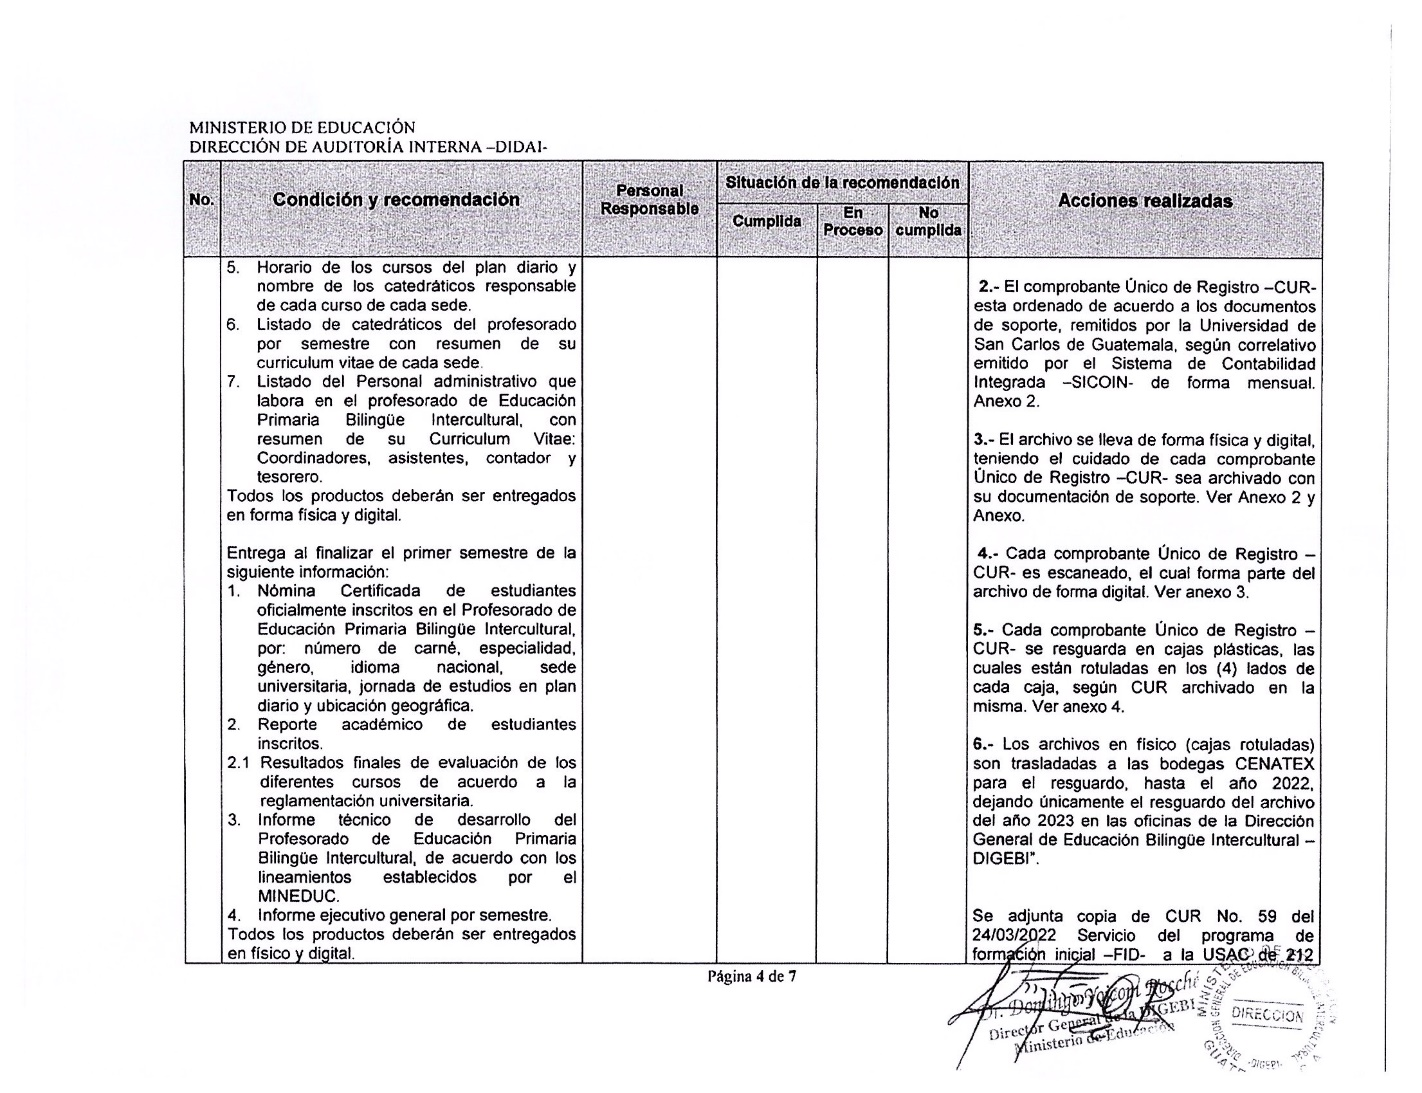 MINISTERIO DE EDUCACIÓN
DIRECCIÓN DE AUDITORÍA INTERNA –DIDAI-
No.
Condición y recomendación
Personal
Responsable
Situación de la recomendación
Cumplida
En
Proceso
No
cumplida
Acciones realizadas
5. Horario de los cursos del plan diario y
nombre de los catedráticos responsable
de cada curso de cada sede.
6. Listado de catedráticos del profesorado
por semestre con resumen de su
curriculum vitae de cada sede.
7. Listado del Personal administrativo que
labora en el profesorado de Educación
Primaria Bilingüe Intercultural, con
resumen de su Curriculum Vitae:
Coordinadores, asistentes, contador y
tesorero.
Todos los productos deberán ser entregados
en forma física y digital.
Entrega al finalizar el primer semestre de la
siguiente información:
1. Nómina Certificada de estudiantes
oficialmente inscritos en el Profesorado de
Educación Primaria Bilingüe Intercultural,
por: número de carné, especialidad,
género, idioma nacional, sede
universitaria, jornada de estudios en plan
diario y ubicación geográfica.
2. Reporte académico de estudiantes
inscritos.
2.1 Resultados finales de evaluación de los
diferentes cursos de acuerdo a la
reglamentación universitaria.
3. Informe técnico de desarrollo del
Profesorado de Educación Primaria
Bilingüe Intercultural, de acuerdo con los
lineamientos establecidos por el
MINEDUC.
4. Informe ejecutivo general por semestre.
Todos los productos deberán ser entregados
en físico y digital.
2.- El comprobante Único de Registro –CUR-
esta ordenado de acuerdo a los documentos
de soporte, remitidos por la Universidad de
San Carlos de Guatemala, según correlativo
emitido por el Sistema de Contabilidad
Integrada –SICOIN- de forma mensual.
Anexo 2.
3.- El archivo se lleva de forma física y digital,
teniendo el cuidado de cada comprobante
Único de Registro –CUR- sea archivado con
su documentación de soporte. Ver Anexo 2 y
Anexo.
4.- Cada comprobante Único de Registro –
CUR- es escaneado, el cual forma parte del
archivo de forma digital. Ver anexo 3.
5.- Cada comprobante Único de Registro –
CUR- se resguarda en cajas plásticas, las
cuales están rotuladas en los (4) lados de
cada caja, según CUR archivado en la
misma. Ver anexo 4.
6.- Los archivos en físico (cajas rotuladas)
son trasladadas a las bodegas CENATEX
para el resguardo, hasta el año 2022,
dejando únicamente el resguardo del archivo
del año 2023 en las oficinas de la Dirección
General de Educación Bilingüe Intercultural –
DIGEBI".
Se adjunta copia de CUR No. 59 del
24/03/2022 Servicio del programa de
formación inicial –FID- a la USAC de 212
Página 4 de 7
Dr. Domingo Yojcom Rocché
Director General de la DIGEBI
Ministerio de Educación
DIRECCION
-DIGEBI-